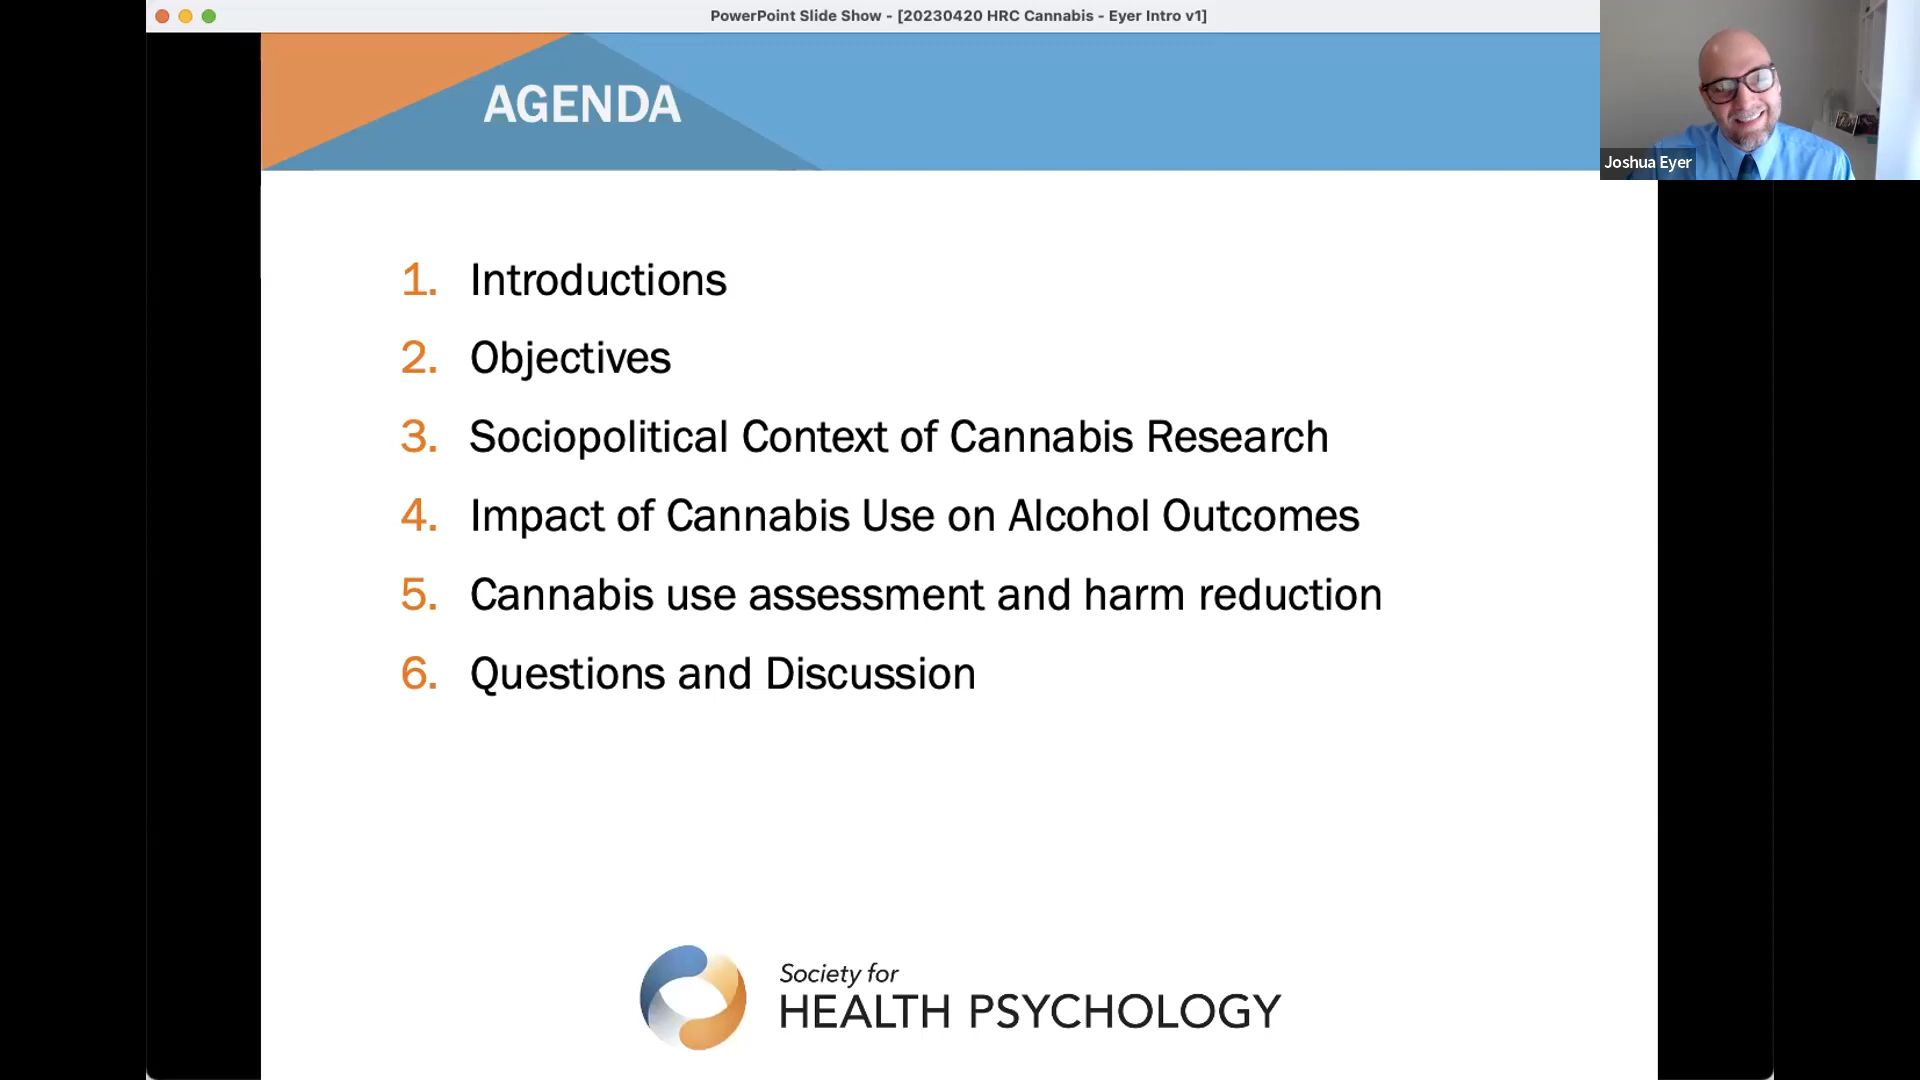 PowerPoint Slide Show - [20230420 HRC Cannabis - Eyer Intro v1]
AGENDA
Joshua Eyer
1. Introductions
2. Objectives
3. Sociopolitical Context of Cannabis Research
4. Impact of Cannabis Use on Alcohol Outcomes
5. Cannabis use assessment and harm reduction
6. Questions and Discussion
Society for
HEALTH PSYCHOLOGY